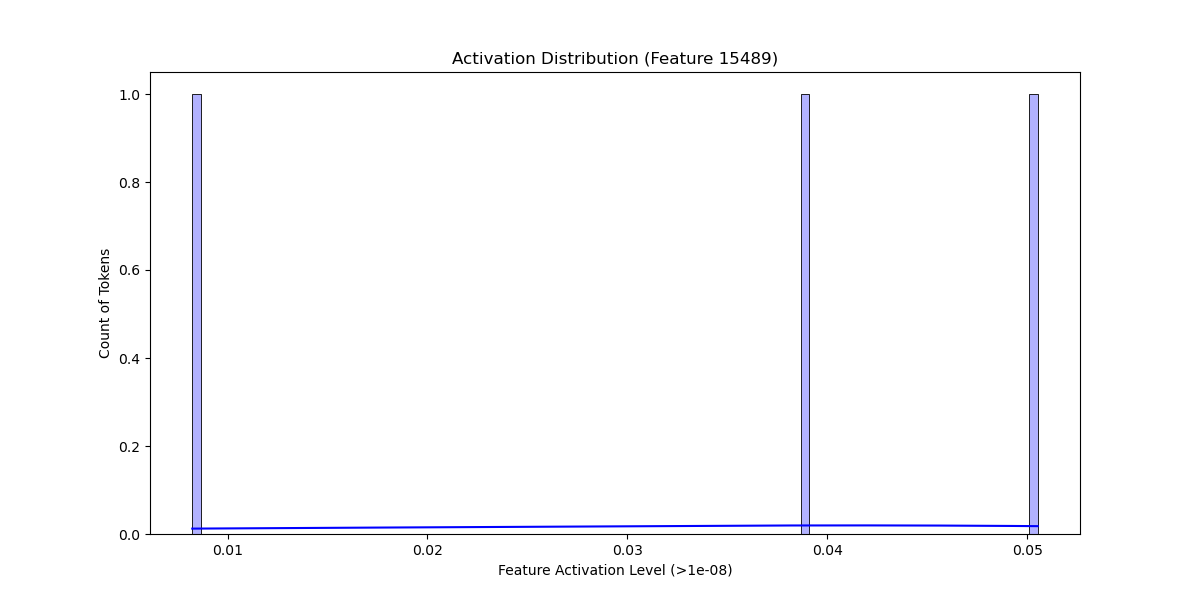 Activation Distribution (Feature 15489)
Count of Tokens
1.0
0.8
0.6
0.4
0.2
0.0
0.01 0.02 0.03 0.04 0.05
Feature Activation Level (>1e-08)